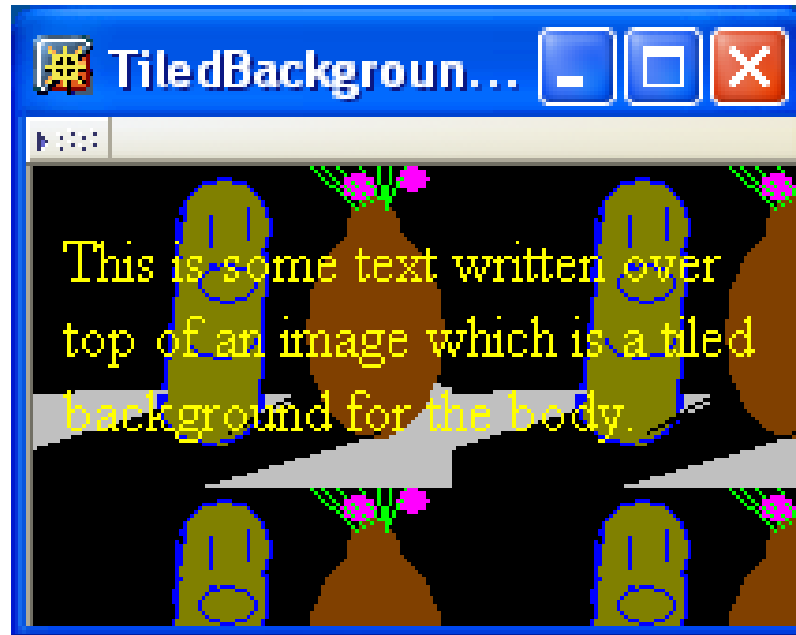 TiledBackgroun...
This is some text written over
top of an image which is a tiled
background for the body.